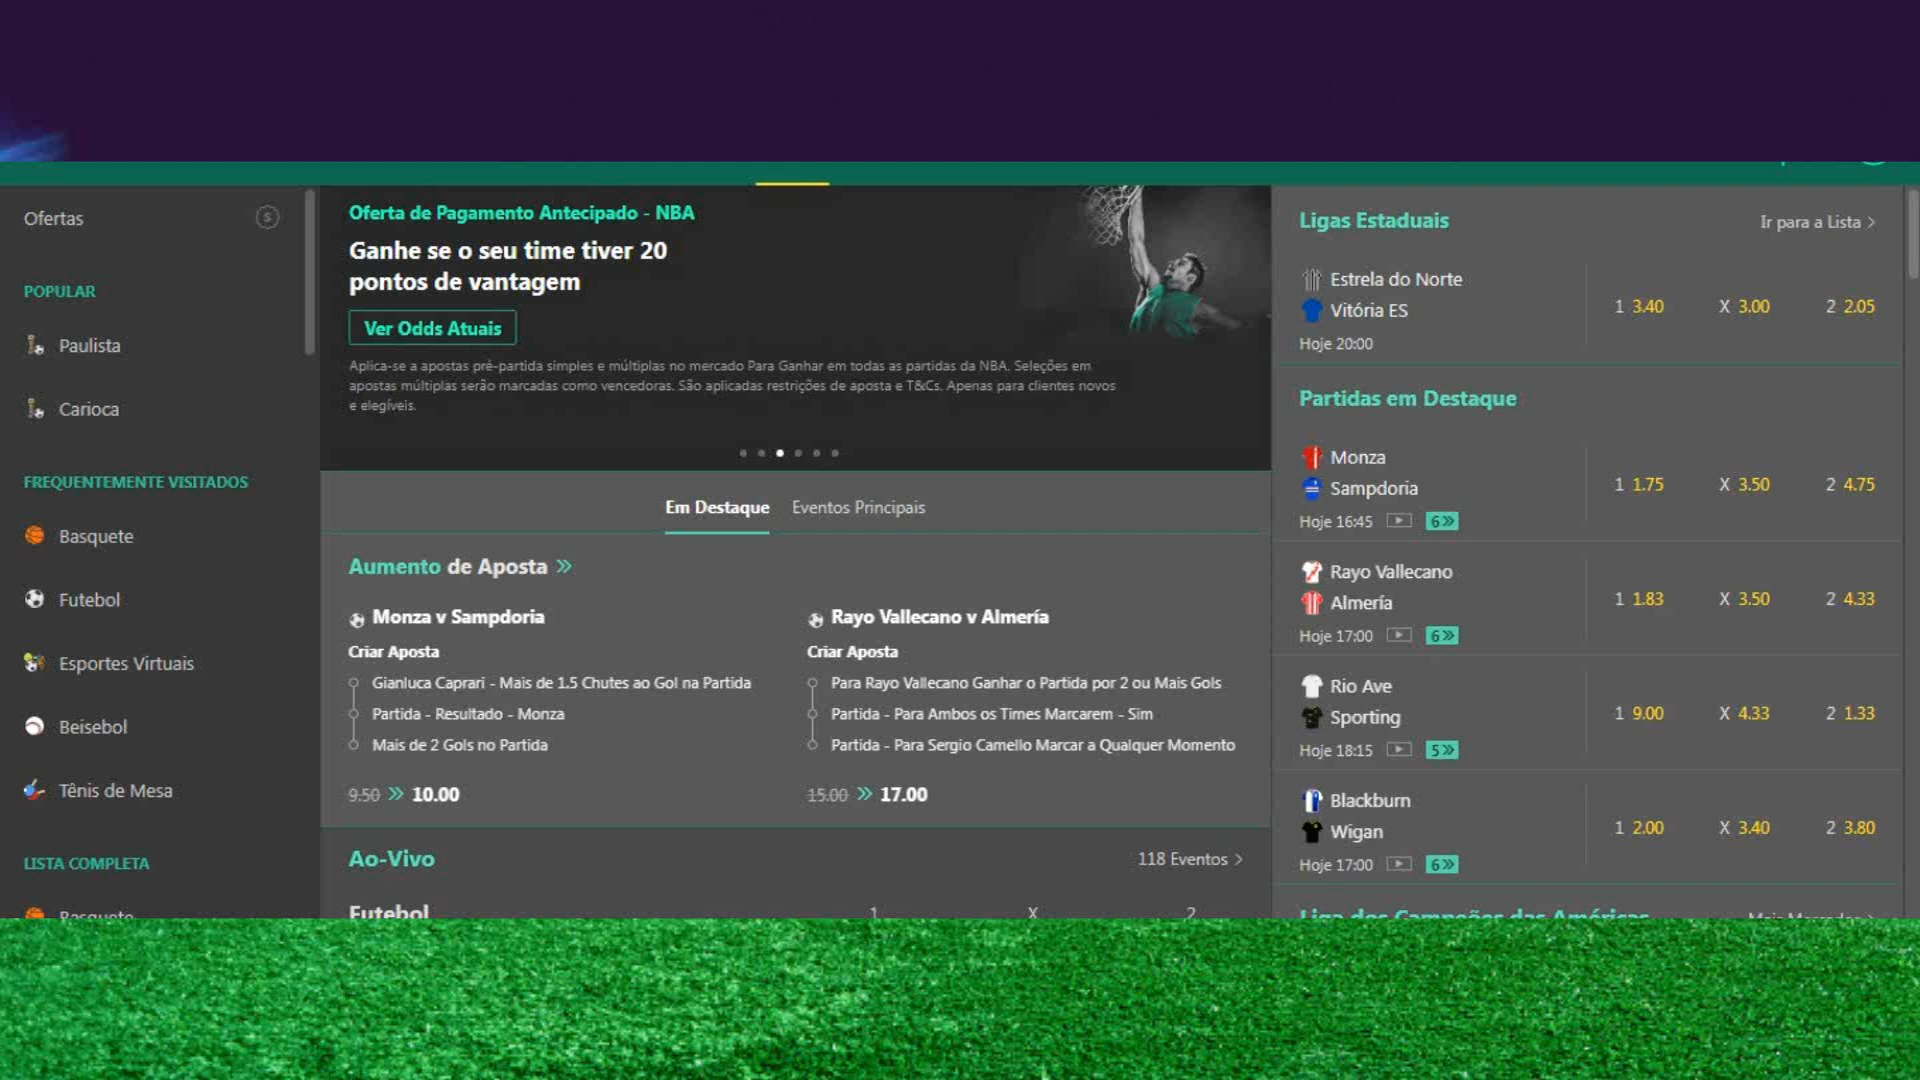 Ofertas
POPULAR
Paulista
Carioca
FREQUENTEMENTE VISITADOS
Basquete
Futebol
Esportes Virtuais
Beisebol
Tênis de Mesa
LISTA COMPLETA
Basquete
Oferta de Pagamento Antecipado - NBA
Ganhe se o seu time tiver 20
pontos de vantagem
Ver Odds Atuais
Aplica-se a apostas pré-partida simples e múltiplas no mercado Para Ganhar em todas as partidas da NBA. Seleções em
apostas múltiplas serão marcadas como vencedoras. São aplicadas restrições de aposta e T&Cs. Apenas para clientes novos
e elegíveis.
Em Destaque Eventos Principais
Aumento de Aposta
Monza v Sampdoria
Criar Aposta
Gianluca Caprari - Mais de 1.5 Chutes ao Gol na Partida
Partida - Resultado - Monza
Mais de 2 Gols no Partida
9.50 10.00
Rayo Vallecano v Almería
Criar Aposta
Para Rayo Vallecano Ganhar o Partida por 2 ou Mais Gols
Partida - Para Ambos os Times Marcarem - Sim
Partida - Para Sergio Camello Marcar a Qualquer Momento
15.00 17.00
Ao-Vivo 118 Eventos
Futebol 1 X 2
Ligas Estaduais Ir para a Lista
Estrela do Norte
Vitória ES
1 3.40 X 3.00 2 2.05
Hoje 20:00
Partidas em Destaque
Monza
Sampdoria
1 1.75 X 3.50 2 4.75
Hoje 16:45 6
Rayo Vallecano
Almería
1 1.83 X 3.50 2 4.33
Hoje 17:00 6
Rio Ave
Sporting
1 9.00 X 4.33 2 1.33
Hoje 18:15 5
Blackburn
Wigan
1 2.00 X 3.40 2 3.80
Hoje 17:00 6
Liga dos Campeões das Américas Mais Mercados